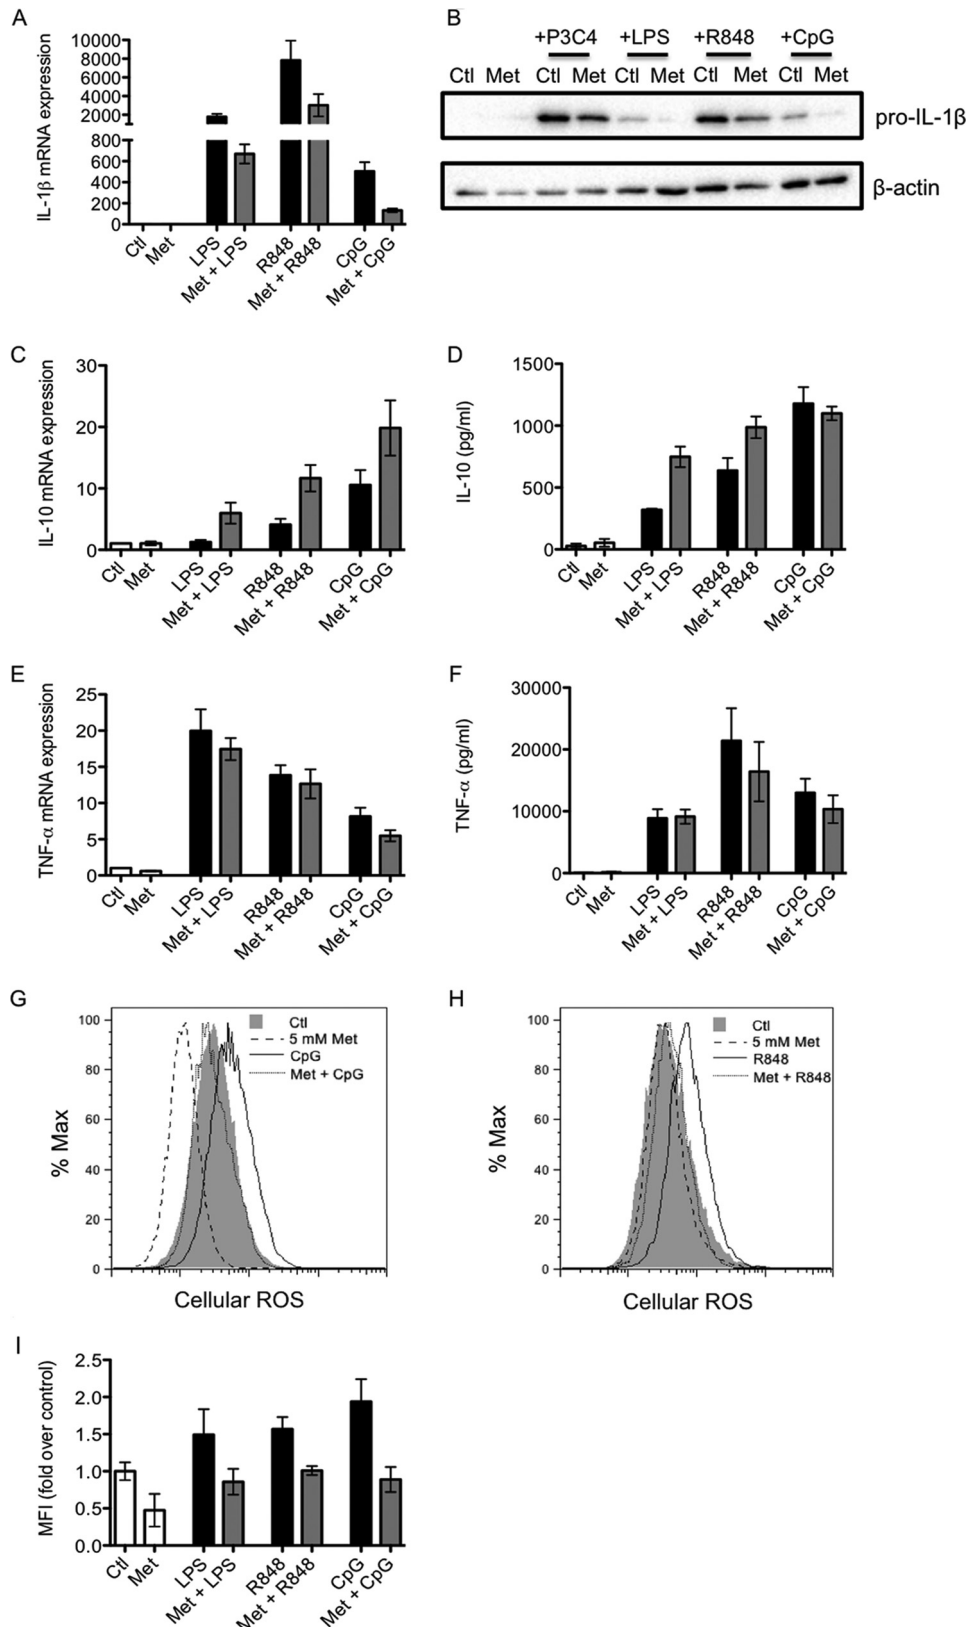 A
IL-1β mRNA expression
10000
8000
6000
4000
2000
800
600
400
200
0
Ctl
Met
LPS
Met + LPS
R848
Met + R848
CpG
Met + CpG
B
+P3C4 +LPS +R848 +CpG
Ctl Met Ctl Met Ctl Met Ctl Met Ctl Met
pro-IL-1β
β-actin
C
IL-10 mRNA expression
30
20
10
0
Ctl
Met
LPS
Met + LPS
R848
Met + R848
CpG
Met + CpG
D
IL-10 (pg/ml)
1500
1000
500
0
Ctl
Met
LPS
Met + LPS
R848
Met + R848
CpG
Met + CpG
E
TNF-α mRNA expression
25
20
15
10
5
0
Ctl
Met
LPS
Met + LPS
R848
Met + R848
CpG
Met + CpG
F
TNF-α (pg/ml)
30000
20000
10000
0
Ctl
Met
LPS
Met + LPS
R848
Met + R848
CpG
Met + CpG
G
% Max
100
80
60
40
20
0
Ctl
5 mM Met
CpG
Met + CpG
Cellular ROS
H
% Max
100
80
60
40
20
0
Ctl
5 mM Met
R848
Met + R848
Cellular ROS
I
MFI (fold over control)
2.5
2.0
1.5
1.0
0.5
0.0
Ctl
Met
LPS
Met + LPS
R848
Met + R848
CpG
Met + CpG